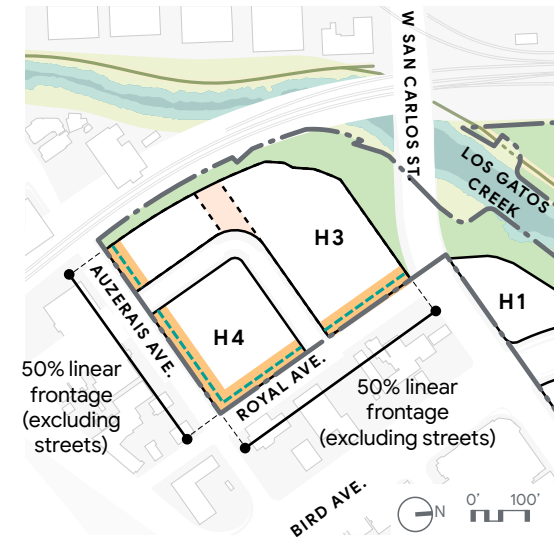 W SAN CARLOS ST.
LOS GATOS
CREEK
H3
H1
AUZERAIS AVE.
H4
50% linear
frontage
(excluding
streets)
ROYAL AVE.
50% linear
frontage
(excluding streets)
BIRD AVE.
N
0' 100'